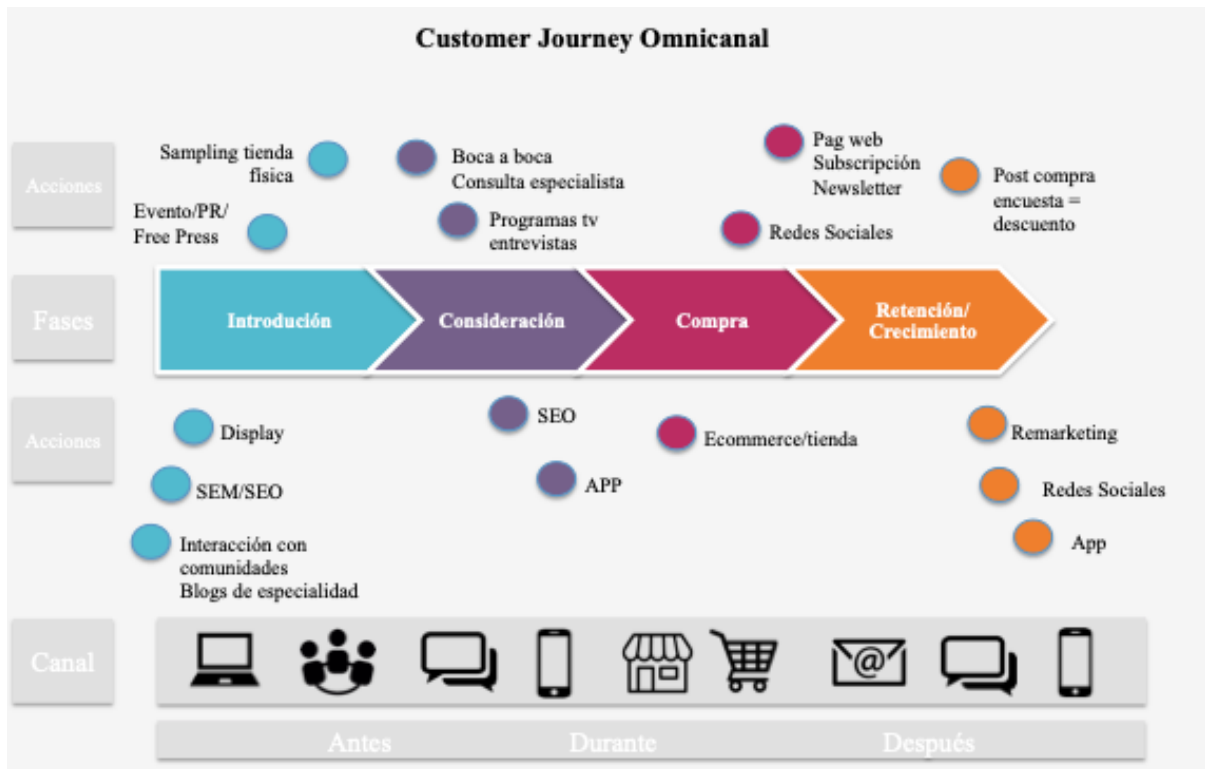 Customer Journey Omnicanal
Acciones
Sampling tienda
física
Evento/PR/
Free Press
Boca a boca
Consulta especialista
Programas tv
entrevistas
Pag web
Subscripción
Newsletter
Redes Sociales
Post compra
encuesta =
descuento
Fases
Introdución
Consideración
Compra
Retención/
Crecimiento
Acciones
Display
SEM/SEO
Interacción con
comunidades
Blogs de especialidad
SEO
APP
Ecommerce/tienda
Remarketing
Redes Sociales
App
Canal
@
Antes
Durante
Después